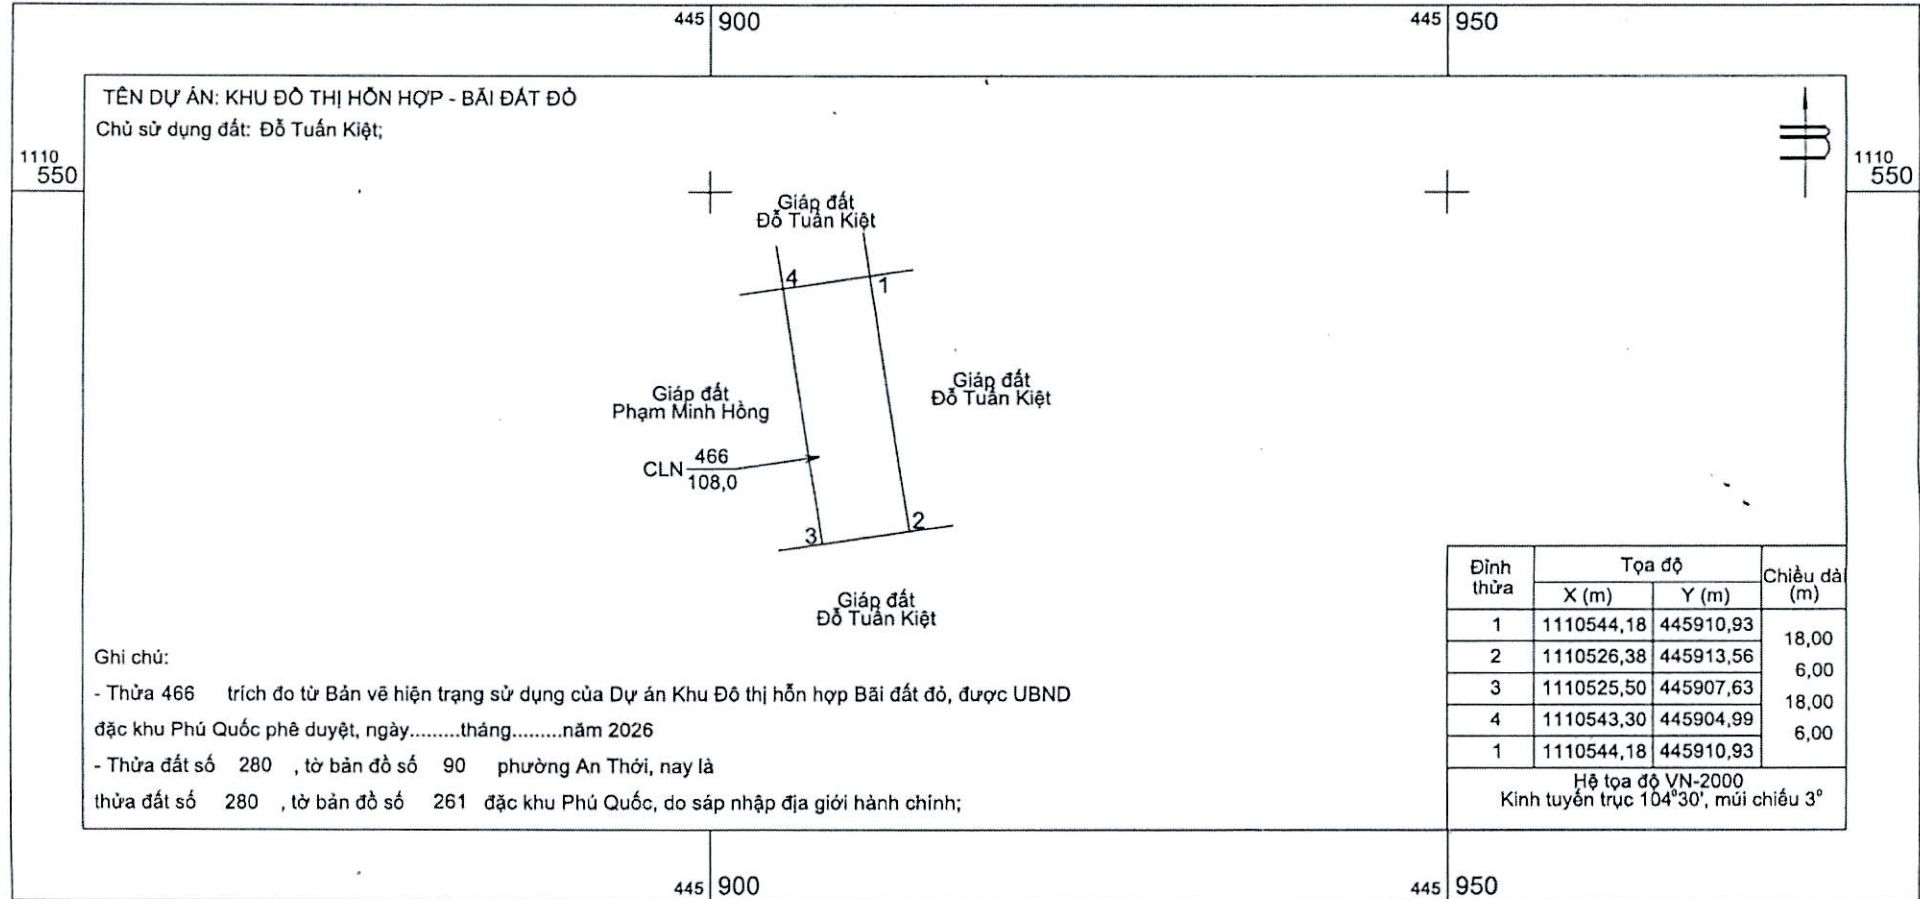 445 900
445 950
TÊN DỰ ÁN: KHU ĐÔ THỊ HỖN HỢP - BÃI ĐẤT ĐỎ
Chủ sử dụng đất: Đỗ Tuấn Kiệt;
1110
550
1110
550
Giáp đất
Đỗ Tuấn Kiệt
4
1
Giáp đất
Phạm Minh Hồng
Giáp đất
Đỗ Tuấn Kiệt
CLN 466
108,0
3
2
Giáp đất
Đỗ Tuấn Kiệt
Đỉnh thửa Tọa độ Chiều dài (m)
X (m) Y (m)
1 1110544,18 445910,93
18,00
2 1110526,38 445913,56
6,00
3 1110525,50 445907,63
18,00
4 1110543,30 445904,99
6,00
1 1110544,18 445910,93
Hệ tọa độ VN-2000
Kinh tuyến trục 104°30', múi chiếu 3°
Ghi chú:
- Thửa 466 trích đo từ Bản vẽ hiện trạng sử dụng của Dự án Khu Đô thị hỗn hợp Bãi đất đỏ, được UBND
đặc khu Phú Quốc phê duyệt, ngày.........tháng.........năm 2026
- Thửa đất số 280 , tờ bản đồ số 90 phường An Thới, nay là
thửa đất số 280 , tờ bản đồ số 261 đặc khu Phú Quốc, do sáp nhập địa giới hành chính;
445 900
445 950